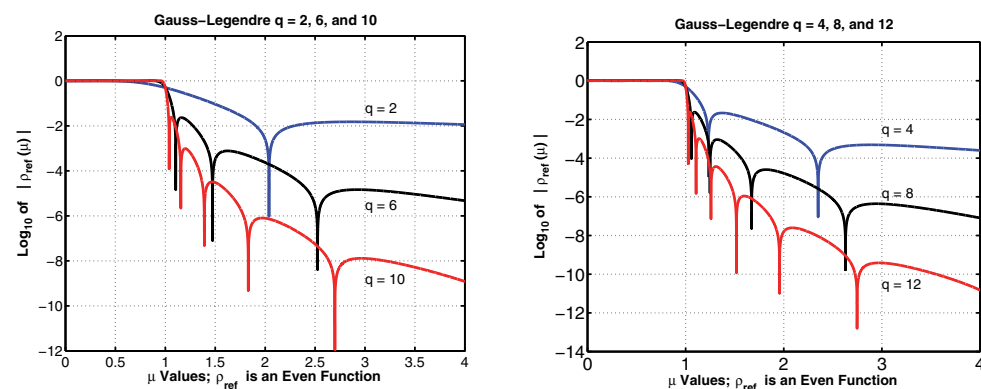 Gauss-Legendre q = 2, 6, and 10
2
0
−2
−4
−6
−8
−10
−12
Log10 of | ρref (μ) |
q = 2
q = 6
q = 10
0 0.5 1 1.5 2 2.5 3 3.5 4
μ Values; ρref is an Even Function
Gauss-Legendre q = 4, 8, and 12
2
0
−2
−4
−6
−8
−10
−12
−14
Log10 of | ρref (μ) |
q = 4
q = 8
q = 12
0 1 2 3 4
μ Values; ρref is an Even Function